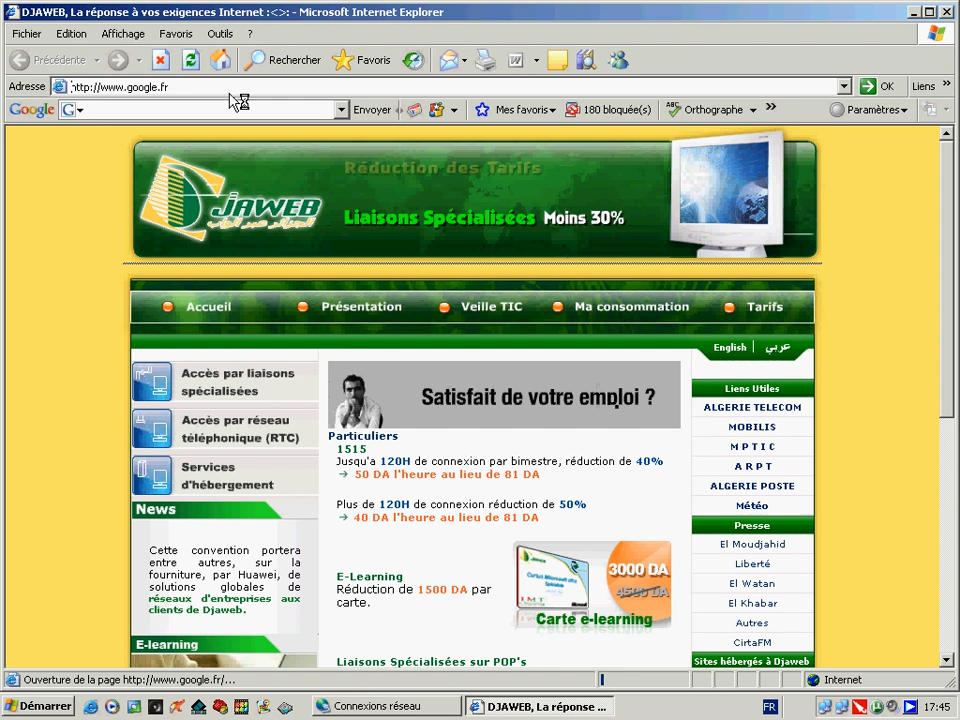 DJAWEB, La réponse à vos exigences Internet :<>: - Microsoft Internet Explorer
Fichier Edition Affichage Favoris Outils ?
Précédente Rechercher Favoris
Adresse http://www.google.fr OK Liens »
Google G Envoyer Mes favoris 180 bloquée(s) ABC Orthographe » Paramètres
Réduction des Tarifs
DJAWEB
Liaisons Spécialisées Moins 30%
الجزائر عبر الواب
Accueil Présentation Veille TIC Ma consommation Tarifs
English | عربي
Accès par liaisons
spécialisées
Accès par réseau
téléphonique (RTC)
Services
d'hébergement
News
Cette convention portera
entre autres, sur la
fourniture, par Huawei, de
solutions globales de
réseaux d'entreprises aux
clients de Djaweb.
E-learning
Satisfait de votre emploi ?
Particuliers
1515
Jusqu'a 120H de connexion par bimestre, réduction de 40%
50 DA l'heure au lieu de 81 DA
Plus de 120H de connexion réduction de 50%
40 DA l'heure au lieu de 81 DA
E-Learning
Réduction de 1500 DA par
carte.
3000 DA
4500 DA
Carte e-learning
Liaisons Spécialisées sur POP's
Liens Utiles
ALGERIE TELECOM
MOBILIS
M P T I C
A R P T
ALGERIE POSTE
Météo
Presse
El Moudjahid
Liberté
El Watan
El Khabar
Autres
CirtaFM
Sites hébergés à Djaweb
Ouverture de la page http://www.google.fr/... Internet
Démarrer Connexions réseau DJAWEB, La réponse ... FR 17:45